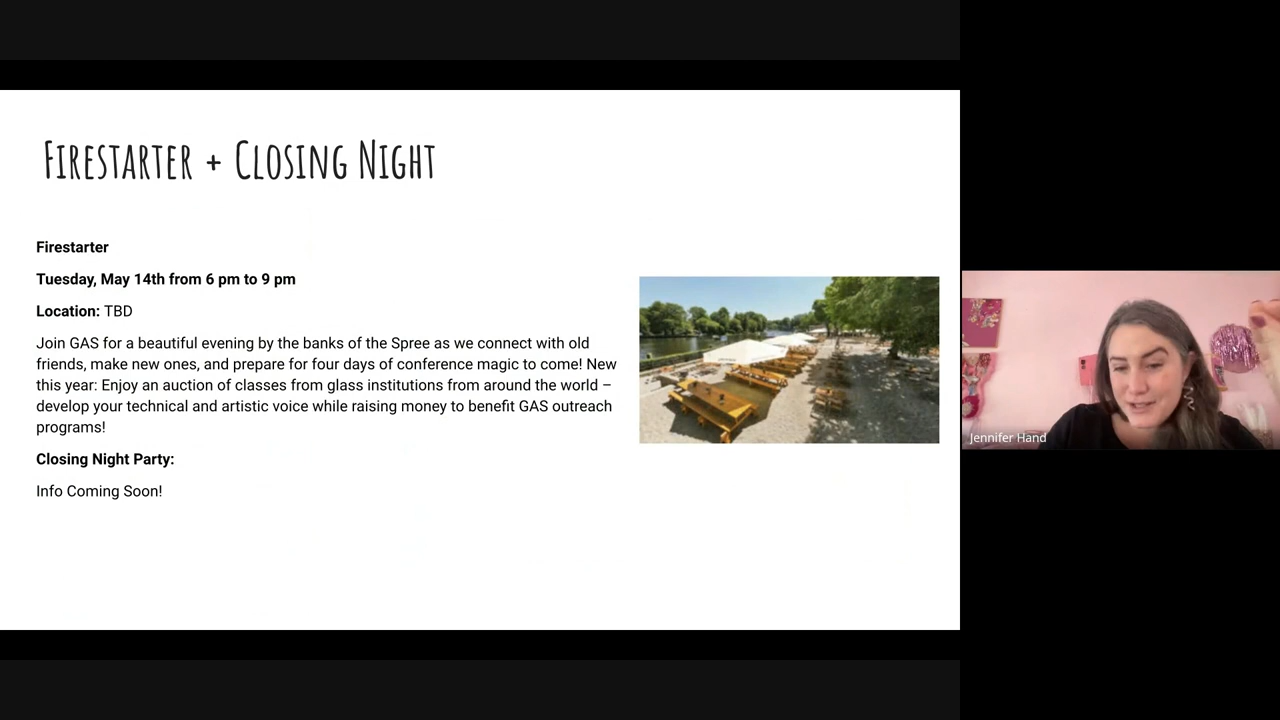 Firestarter + Closing Night
Firestarter
Tuesday, May 14th from 6 pm to 9 pm
Location: TBD
Join GAS for a beautiful evening by the banks of the Spree as we connect with old
friends, make new ones, and prepare for four days of conference magic to come! New
this year: Enjoy an auction of classes from glass institutions from around the world –
develop your technical and artistic voice while raising money to benefit GAS outreach
programs!
Closing Night Party:
Info Coming Soon!
Jennifer Hand